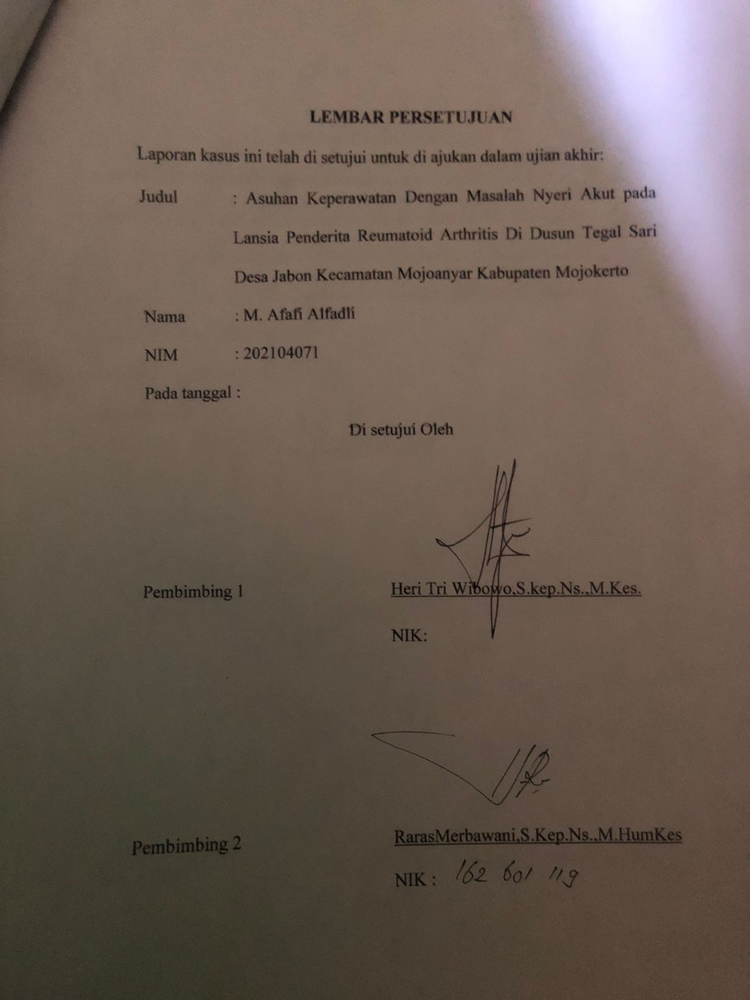 LEMBAR PERSETUJUAN
Laporan kasus ini telah di setujui untuk di ajukan dalam ujian akhir:
Judul : Asuhan Keperawatan Dengan Masalah Nyeri Akut pada
Lansia Penderita Reumatoid Arthritis Di Dusun Tegal Sari
Desa Jabon Kecamatan Mojoanyar Kabupaten Mojokerto
Nama : M. Afafi Alfadli
NIM : 202104071
Pada tanggal :
Di setujui Oleh
Pembimbing 1 Heri Tri Wibowo,S.kep.Ns.,M.Kes.
NIK:
Pembimbing 2 RarasMerbawani,S.Kep.Ns.,M.HumKes
NIK : 162 601 119